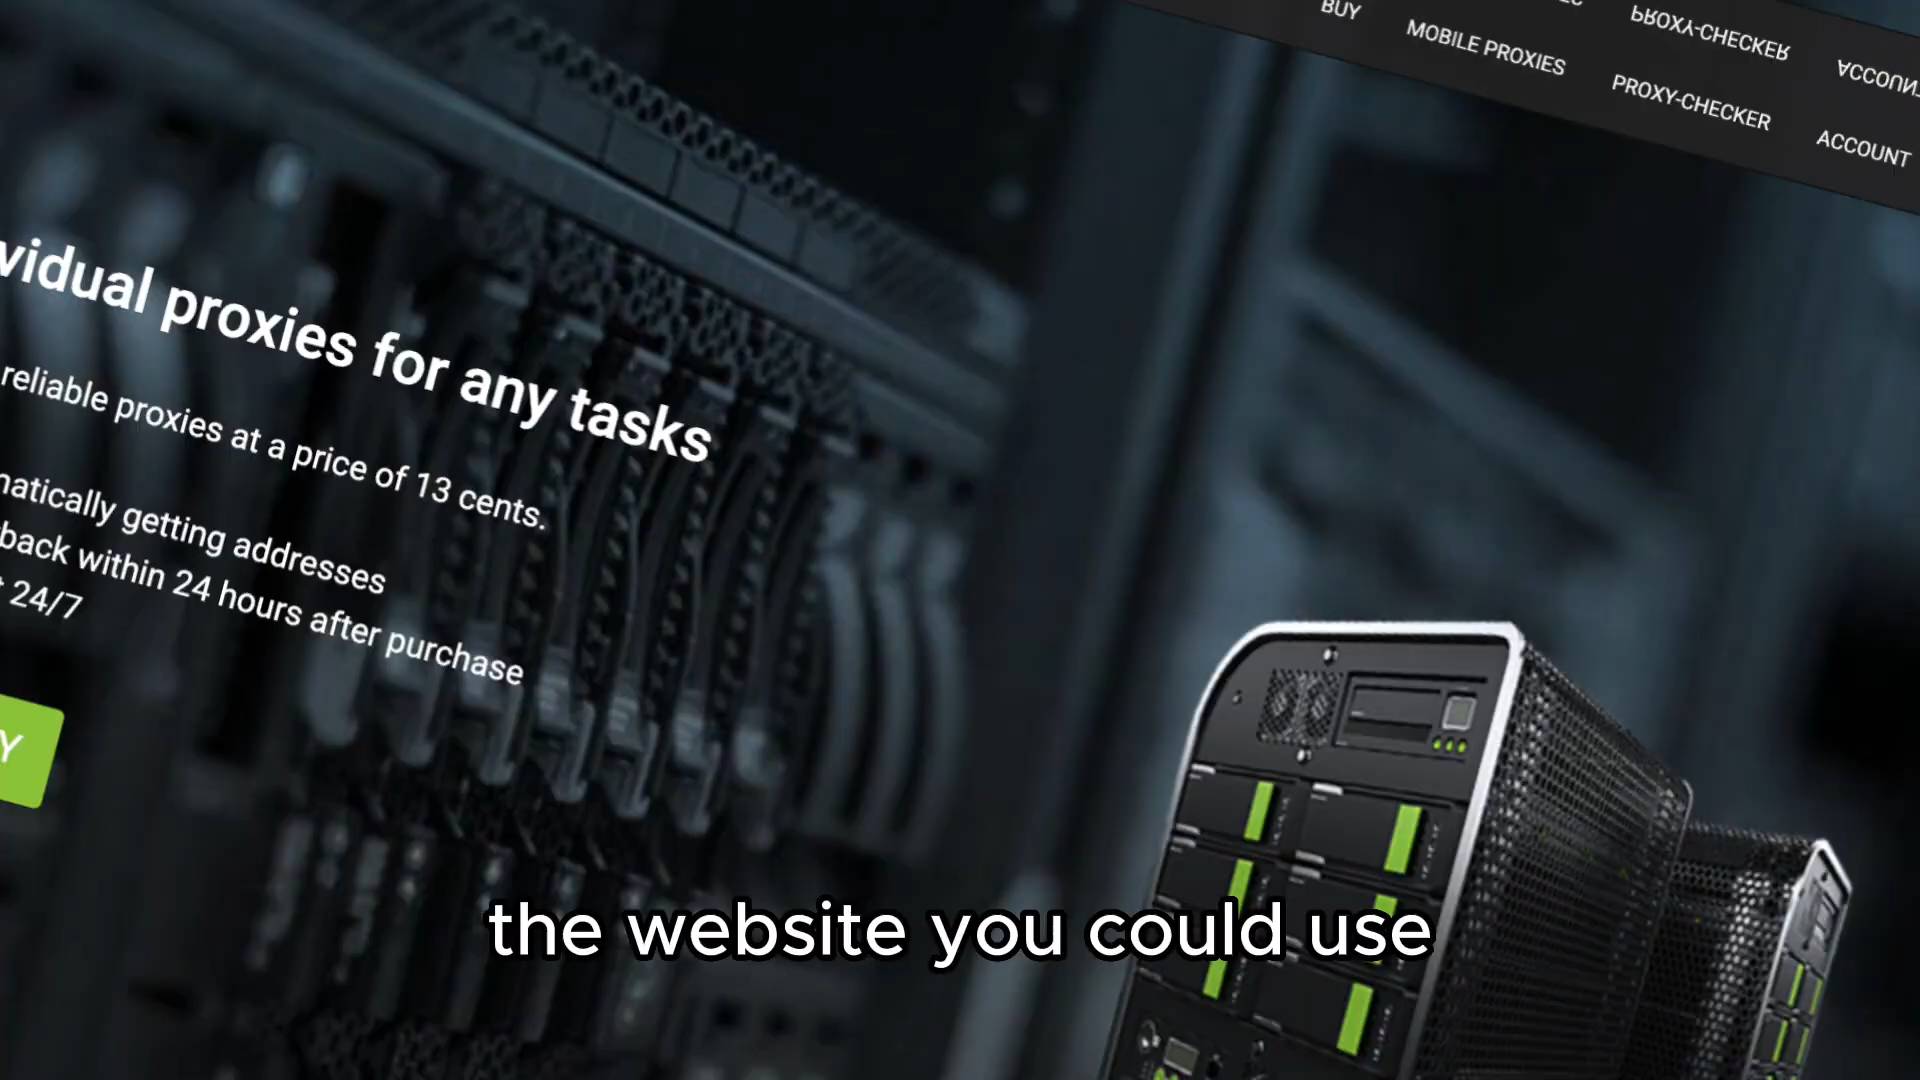 BUY MOBILE PROXIES PROXY-CHECKER ACCOUNT
PROXY-CHECKER
vidual proxies for any tasks
reliable proxies at a price of 13 cents.
matically getting addresses
back within 24 hours after purchase
24/7
Y
the website you could use